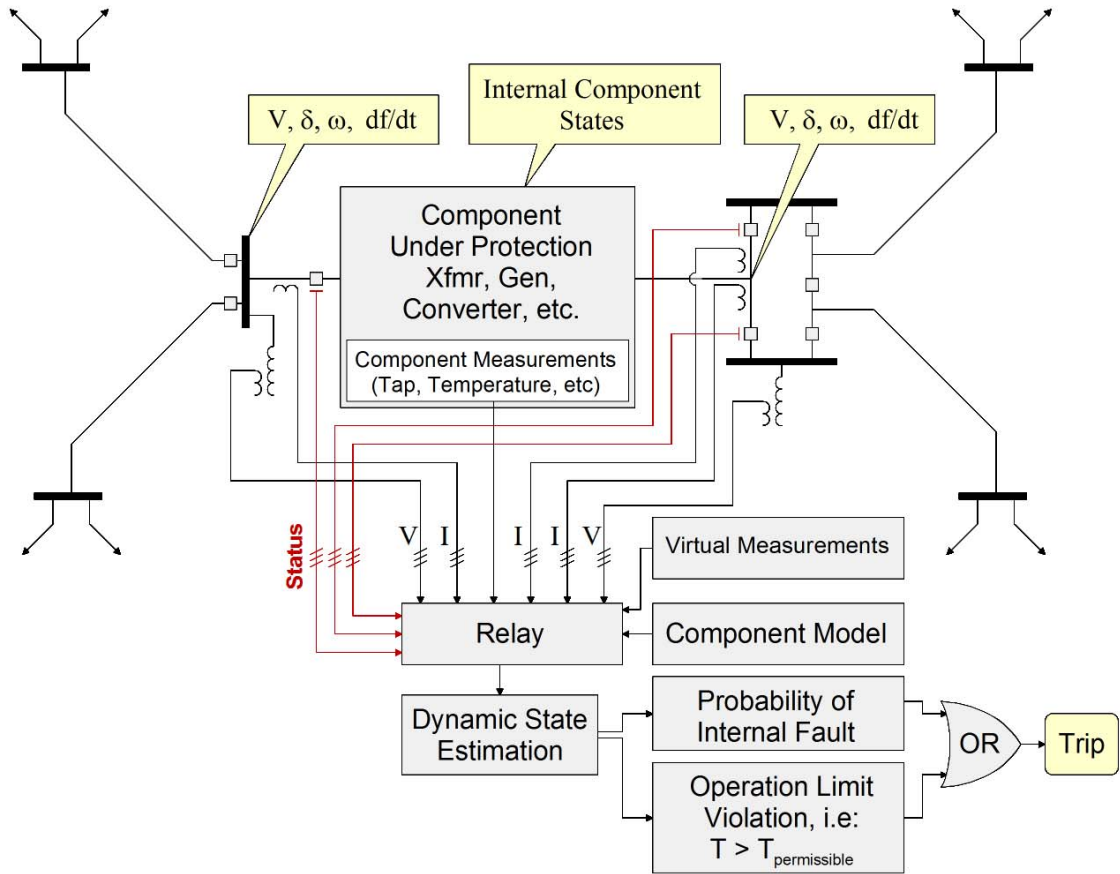 Internal Component
States
V, δ, ω, df/dt
V, δ, ω, df/dt
Component
Under Protection
Xfmr, Gen,
Converter, etc.
Component Measurements
(Tap, Temperature, etc)
Status
V
I
I
I
V
Virtual Measurements
Relay
Component Model
Dynamic State
Estimation
Probability of
Internal Fault
OR
Trip
Operation Limit
Violation, i.e:
T > Tpermissible